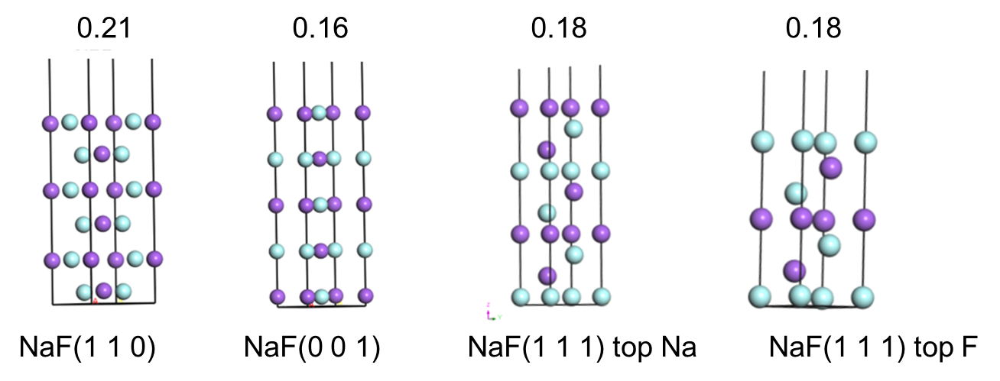 0.21 0.16 0.18 0.18
NaF(1 1 0) NaF(0 0 1) NaF(1 1 1) top Na NaF(1 1 1) top F